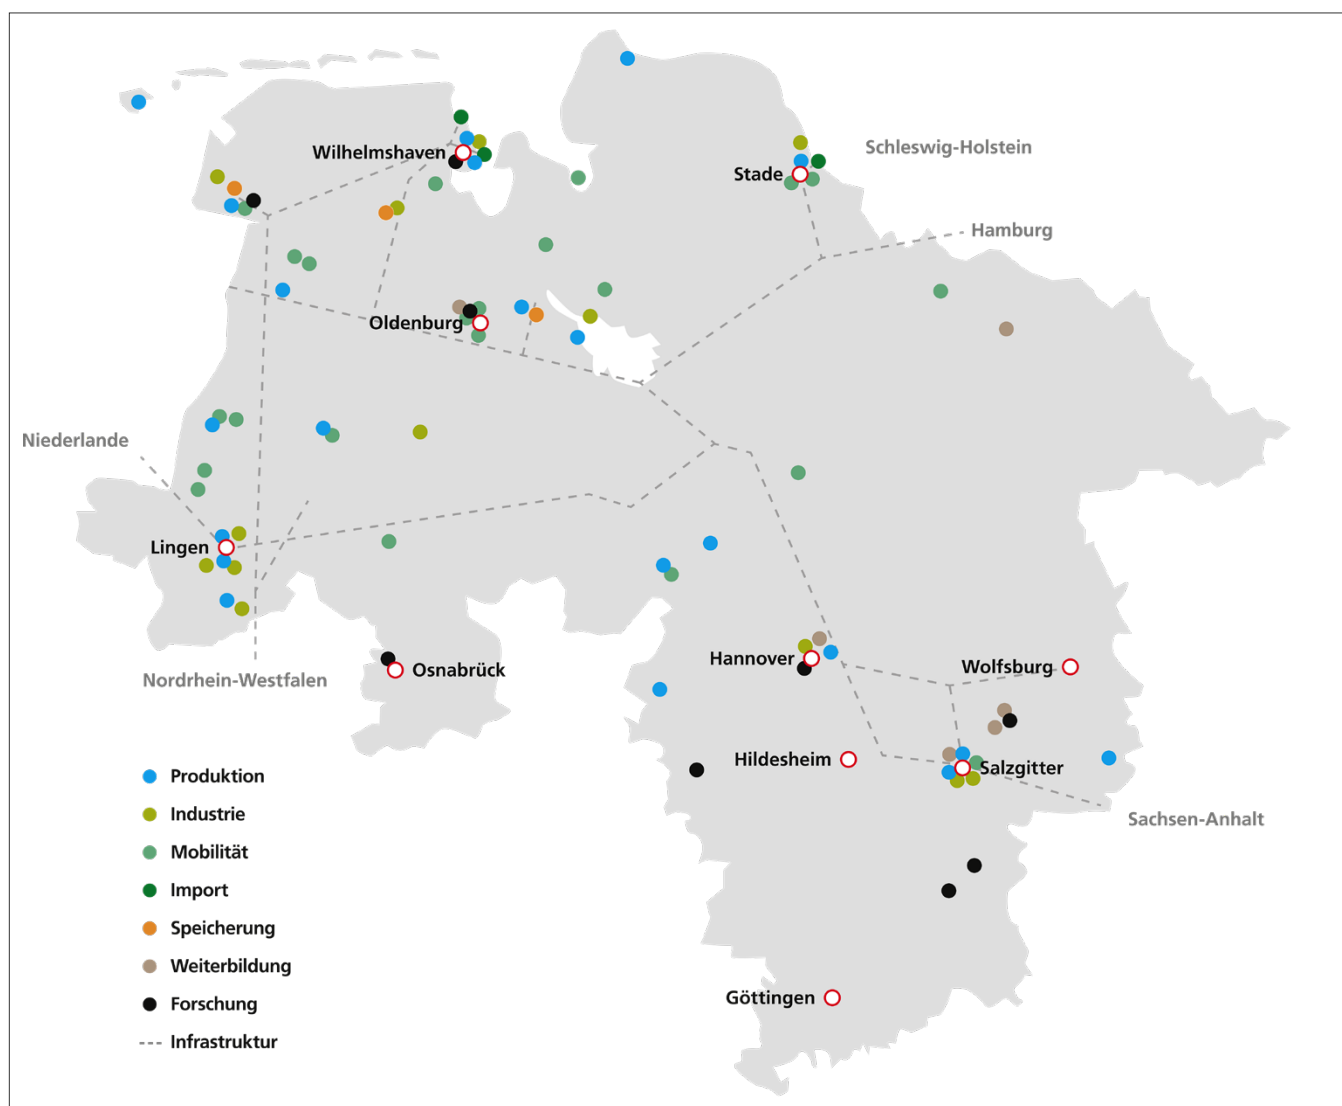 Wilhelmshaven
Schleswig-Holstein
Stade
Hamburg
Oldenburg
Niederlande
Lingen
Hannover
Wolfsburg
Osnabrück
Nordrhein-Westfalen
Hildesheim
Salzgitter
Sachsen-Anhalt
Göttingen
Produktion
Industrie
Mobilität
Import
Speicherung
Weiterbildung
Forschung
Infrastruktur